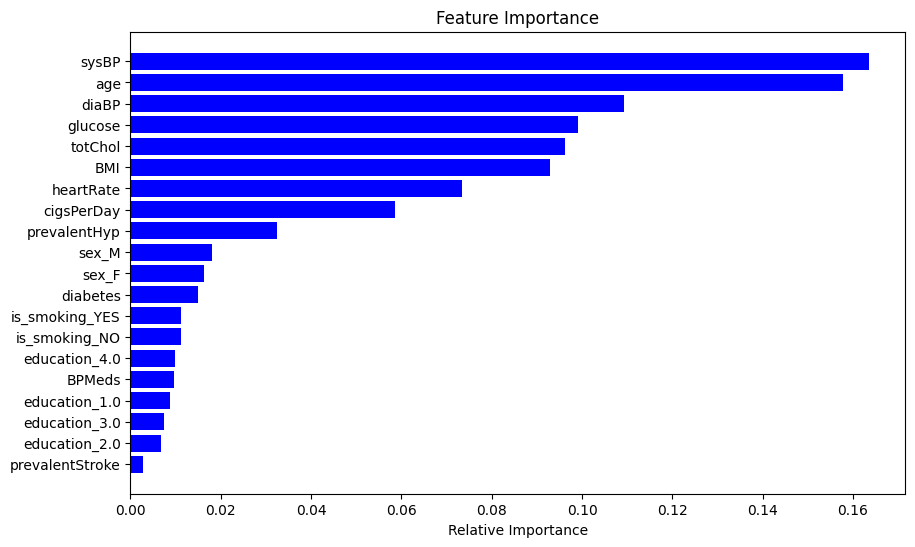 Feature Importance
sysBP
age
diaBP
glucose
totChol
BMI
heartRate
cigsPerDay
prevalentHyp
sex_M
sex_F
diabetes
is_smoking_YES
is_smoking_NO
education_4.0
BPMeds
education_1.0
education_3.0
education_2.0
prevalentStroke
0.00 0.02 0.04 0.06 0.08 0.10 0.12 0.14 0.16
Relative Importance